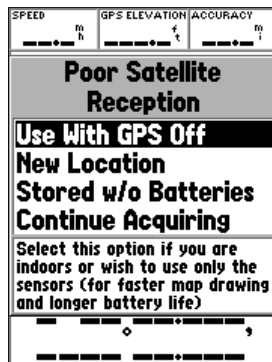 SPEED GPS ELEVATION ACCURACY
m h f t m i
Poor Satellite
Reception
Use With GPS Off
New Location
Stored w/o Batteries
Continue Acquiring
Select this option if you are
indoors or wish to use only the
sensors (for faster map drawing
and longer battery life)